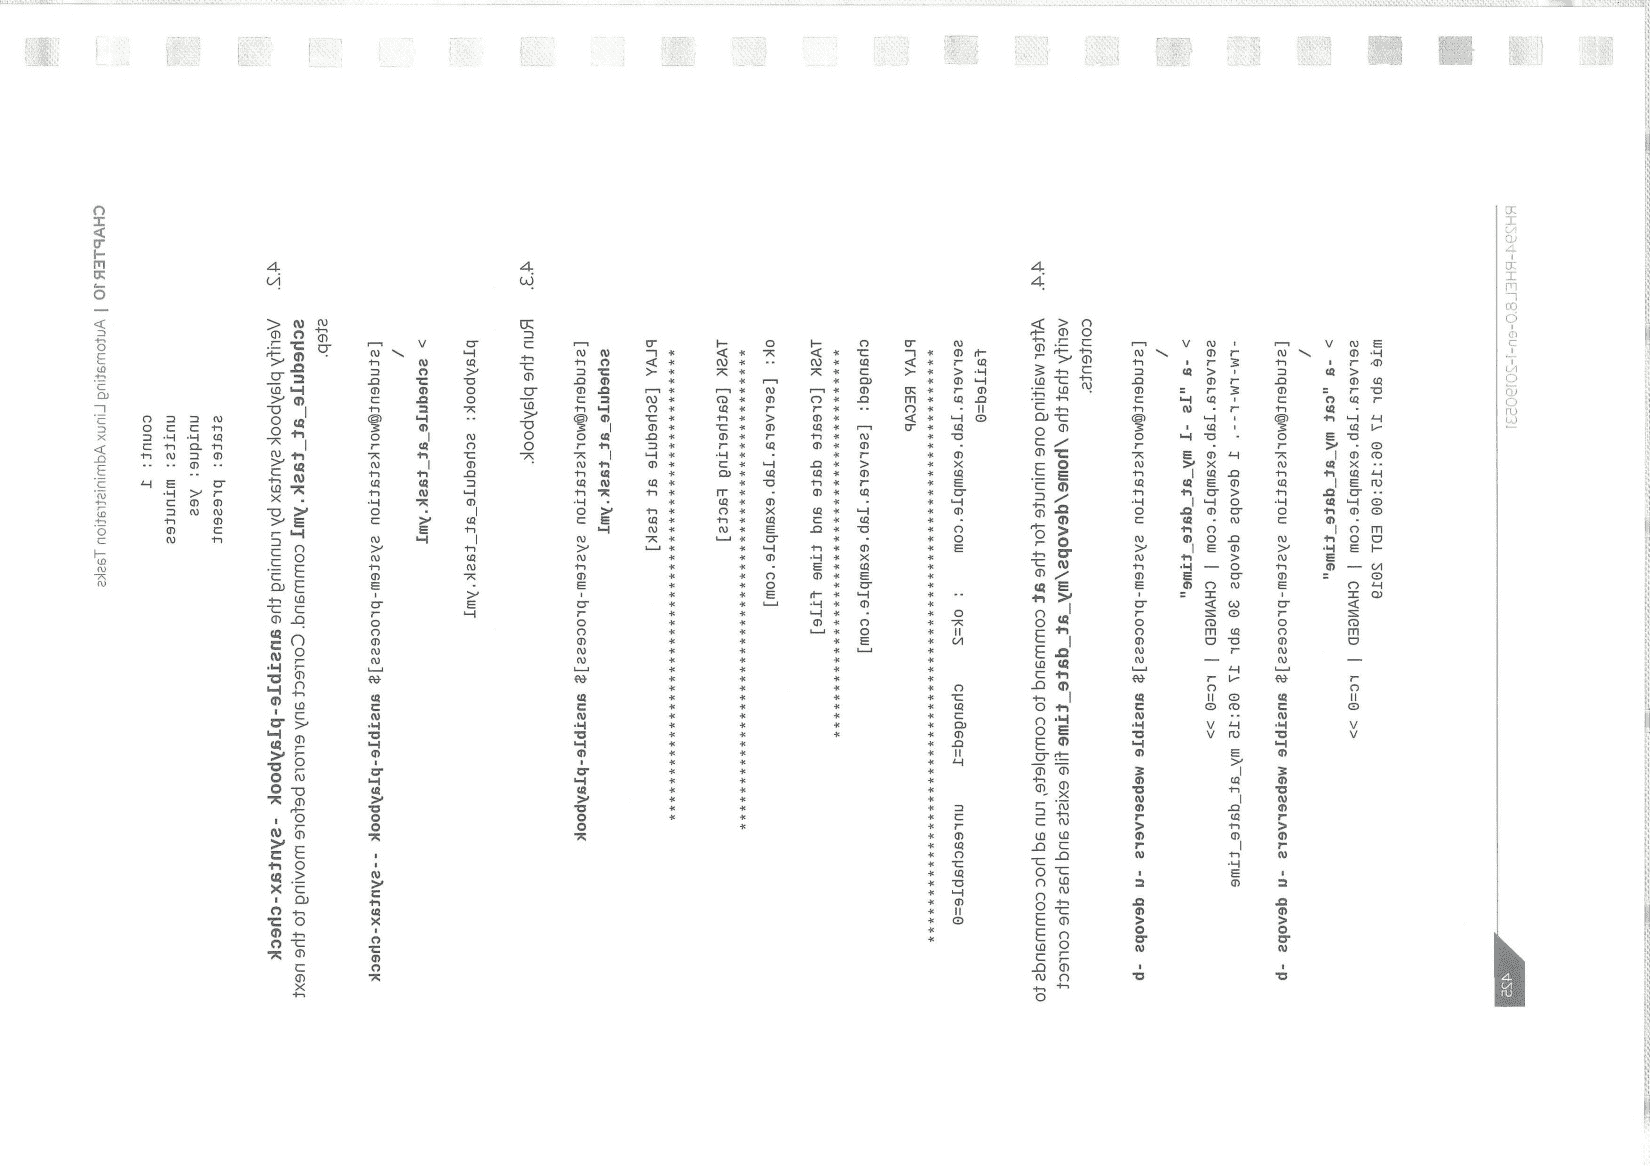 CHAPTER 10 | Automating Linux Administration Tasks
count: 1
units: minutes
unique: yes
state: present
4.2. Verify playbook syntax by running the ansible-playbook - syntax-check
schedule_at_task.yml command. Correct any errors before moving to the next
step.
[student@workstation system-process]$ ansible-playbook --syntax-check
/
> schedule_at_task.yml
playbook: schedule_at_task.yml
4.3. Run the playbook.
[student@workstation system-process]$ ansible-playbook
schedule_at_task.yml
PLAY [Schedule at task]
************************************************************
TASK [Gathering Facts]
************************************************************
ok: [servera.lab.example.com]
TASK [Create date and time file]
*************************************************
changed: [servera.lab.example.com]
PLAY RECAP
**************************************************************************
servera.lab.example.com : ok=2 changed=1 unreachable=0
failed=0
4.4. After waiting one minute for the at command to complete, run ad hoc commands to
verify that the /home/devops/my_at_date_time file exists and has the correct
contents.
[student@workstation system-process]$ ansible webservers -u devops -b
/
> -a "ls -l my_at_date_time"
servera.lab.example.com | CHANGED | rc=0 >>
-rw-rw-r--. 1 devops devops 30 abr 17 06:15 my_at_date_time
[student@workstation system-process]$ ansible webservers -u devops -b
/
> -a "cat my_at_date_time"
servera.lab.example.com | CHANGED | rc=0 >>
mié abr 17 06:15:00 EDT 2019
RH294-RHEL8.0-en-1-20190531 425